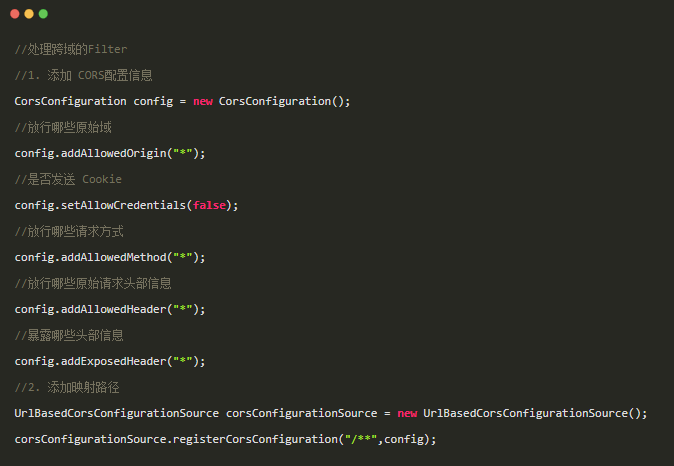 //处理跨域的Filter
//1. 添加 CORS配置信息
CorsConfiguration config = new CorsConfiguration();
//放行哪些原始域
config.addAllowedOrigin("*");
//是否发送 Cookie
config.setAllowCredentials(false);
//放行哪些请求方式
config.addAllowedMethod("*");
//放行哪些原始请求头部信息
config.addAllowedHeader("*");
//暴露哪些头部信息
config.addExposedHeader("*");
//2. 添加映射路径
UrlBasedCorsConfigurationSource corsConfigurationSource = new UrlBasedCorsConfigurationSource();
corsConfigurationSource.registerCorsConfiguration("/**",config);